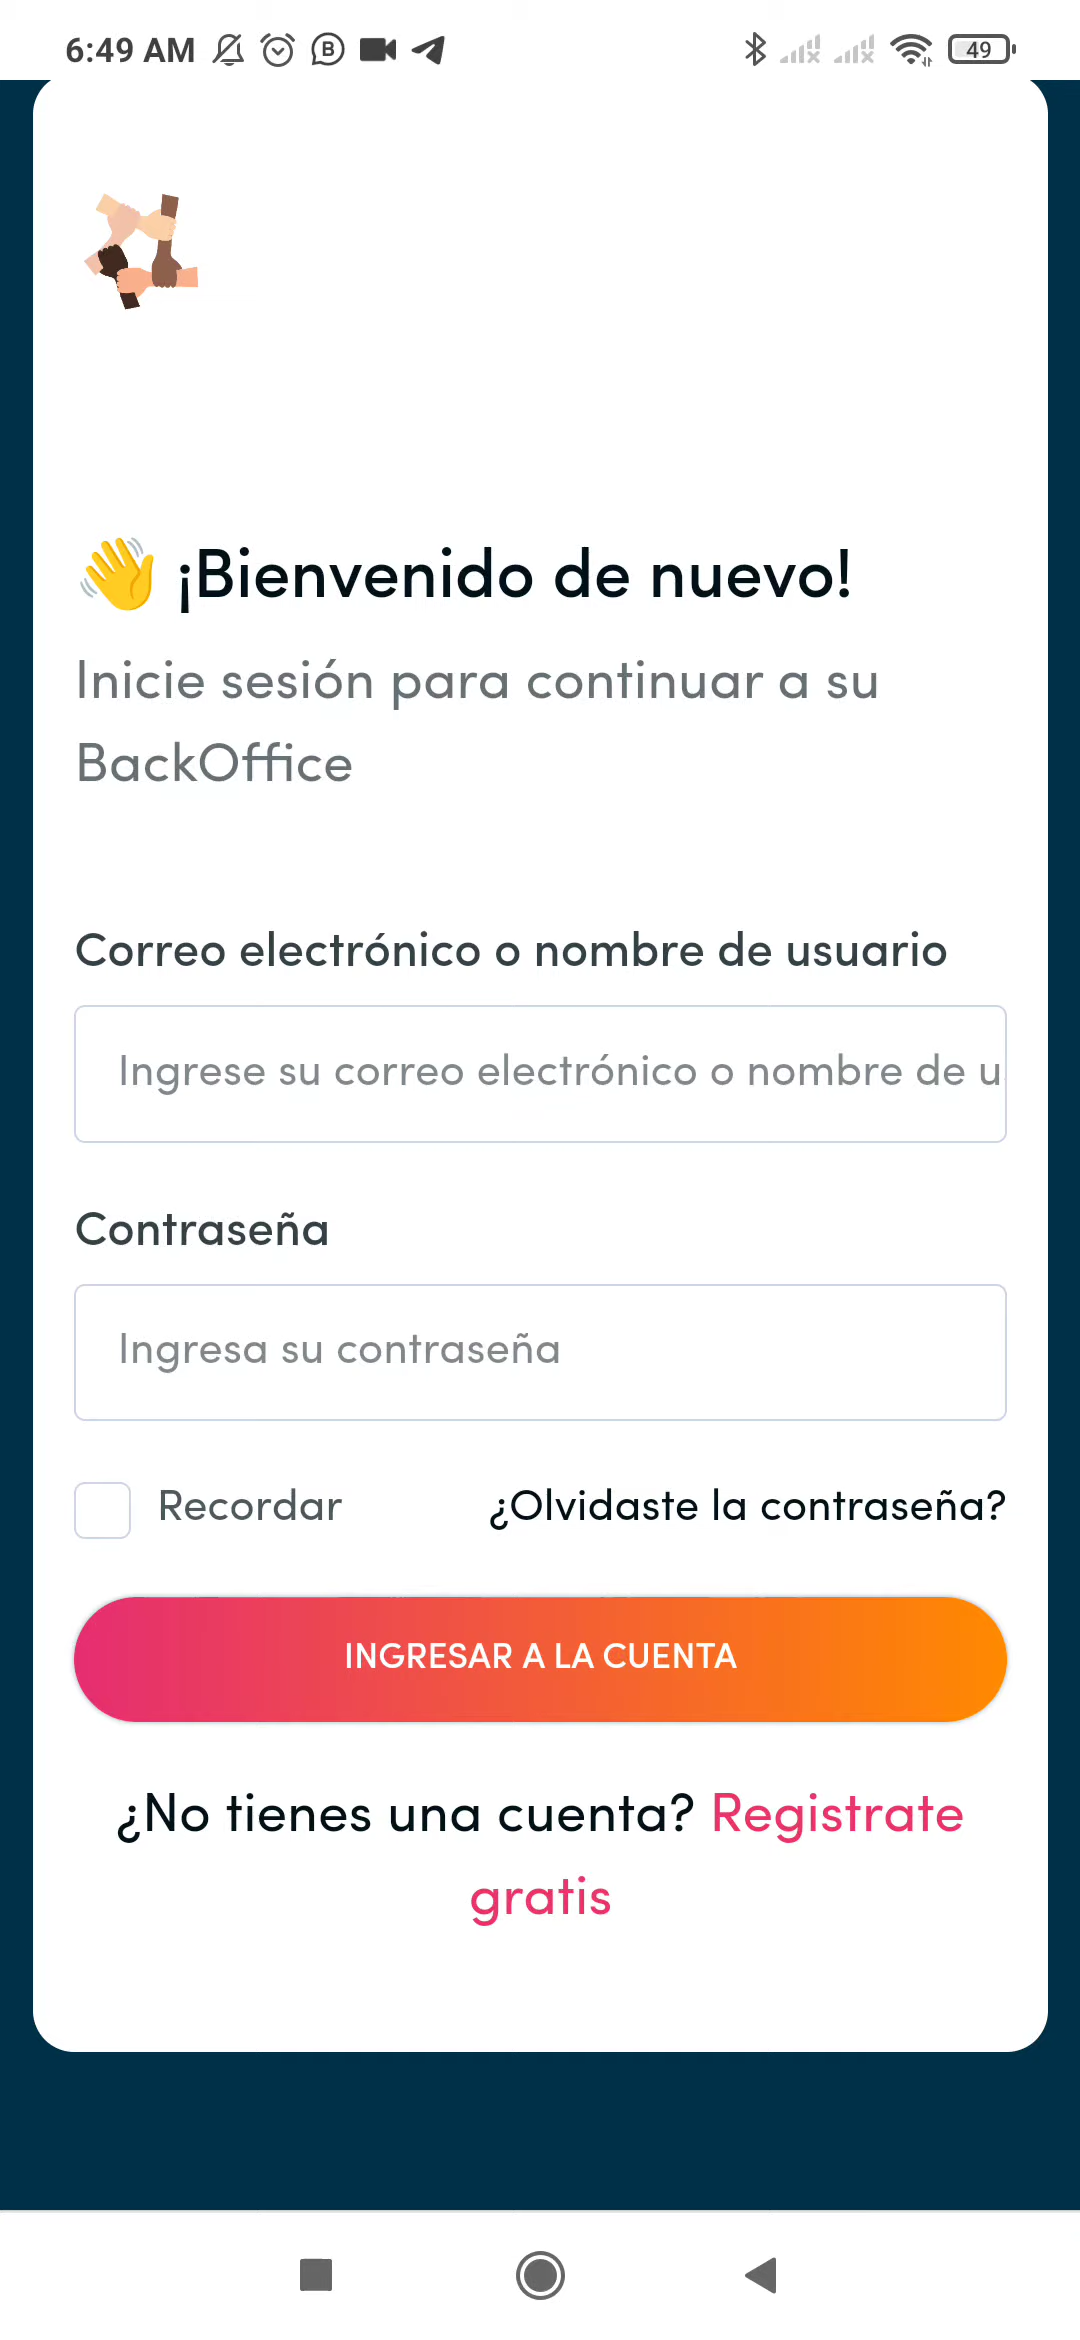 6:49 AM
49
¡Bienvenido de nuevo!
Inicie sesión para continuar a su
BackOffice
Correo electrónico o nombre de usuario
Ingrese su correo electrónico o nombre de u
Contraseña
Ingresa su contraseña
Recordar
¿Olvidaste la contraseña?
INGRESAR A LA CUENTA
¿No tienes una cuenta? Registrate
gratis